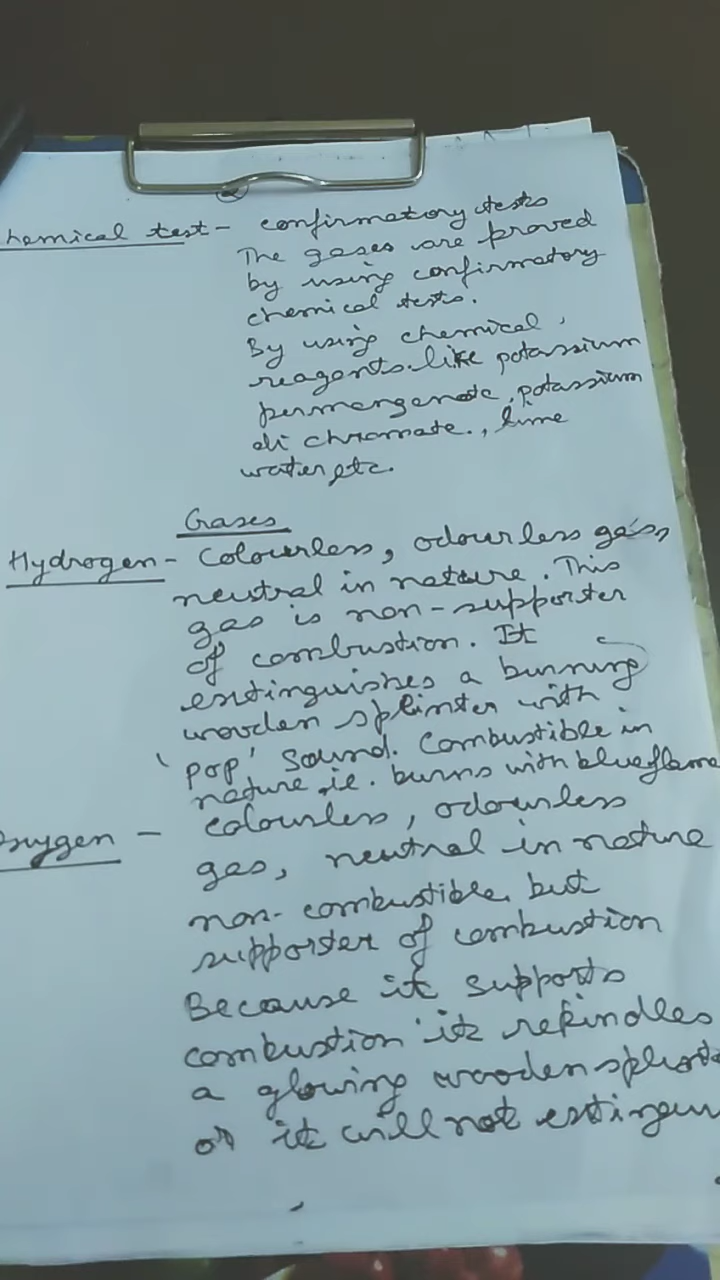 2
hemical test - confirmatory tests
The gases are proved
by using confirmatory
chemical tests.
By using chemical
reagents like potassium
permanganate, potassium
di chromate., lime
water etc.
Gases
Hydrogen - Colourless, odourless gas,
neutral in nature. This
gas is non-supporter
of combustion. It
extinguishes a burning
wooden splinter with
'pop' sound. Combustible in
nature ie. burns with blue flame
Oxygen - colourless, odourless
gas, neutral in nature
non-combustible but
supporter of combustion
Because it supports
combustion it rekindles
a glowing wooden
or it will not